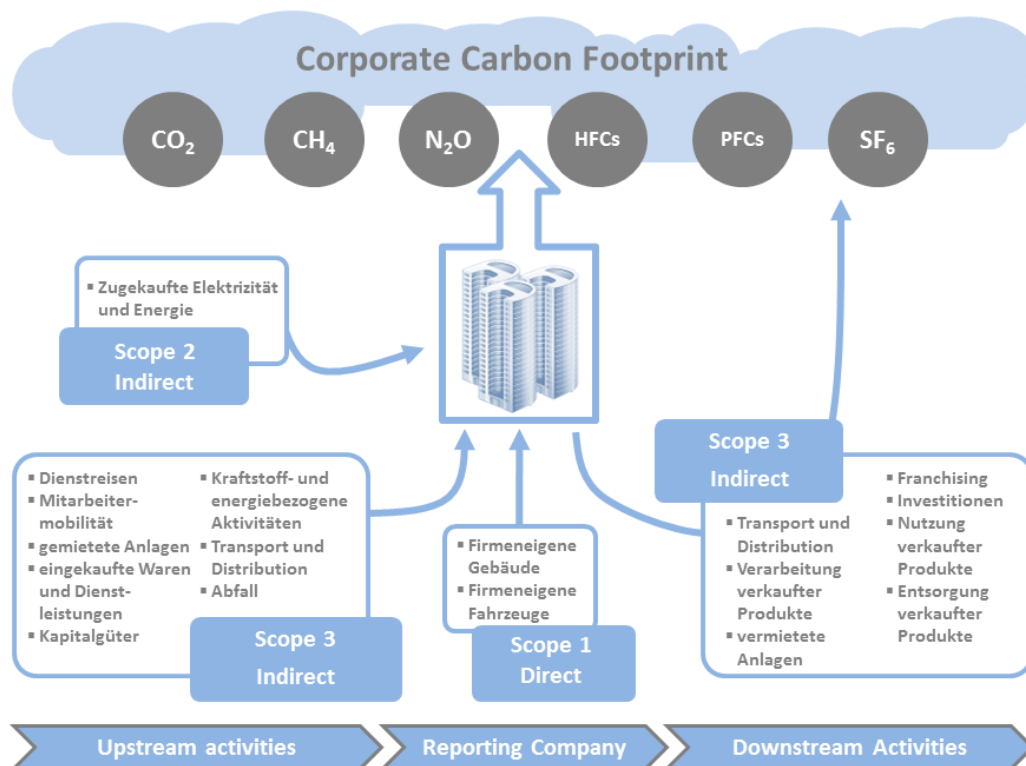 Corporate Carbon Footprint
CO₂
CH₄
N₂O
HFCs
PFCs
SF₆
▪ Zugekaufte Elektrizität
und Energie
Scope 2
Indirect
▪ Dienstreisen
▪ Mitarbeiter-
mobilität
▪ gemietete Anlagen
▪ eingekaufte Waren
und Dienst-
leistungen
▪ Kapitalgüter
▪ Kraftstoff- und
energiebezogene
Aktivitäten
▪ Transport und
Distribution
▪ Abfall
Scope 3
Indirect
▪ Firmeneigene
Gebäude
▪ Firmeneigene
Fahrzeuge
Scope 1
Direct
Scope 3
Indirect
▪ Transport und
Distribution
▪ Verarbeitung
verkaufter
Produkte
▪ vermietete
Anlagen
▪ Franchising
▪ Investitionen
▪ Nutzung
verkaufter
Produkte
▪ Entsorgung
verkaufter
Produkte
Upstream activities
Reporting Company
Downstream Activities